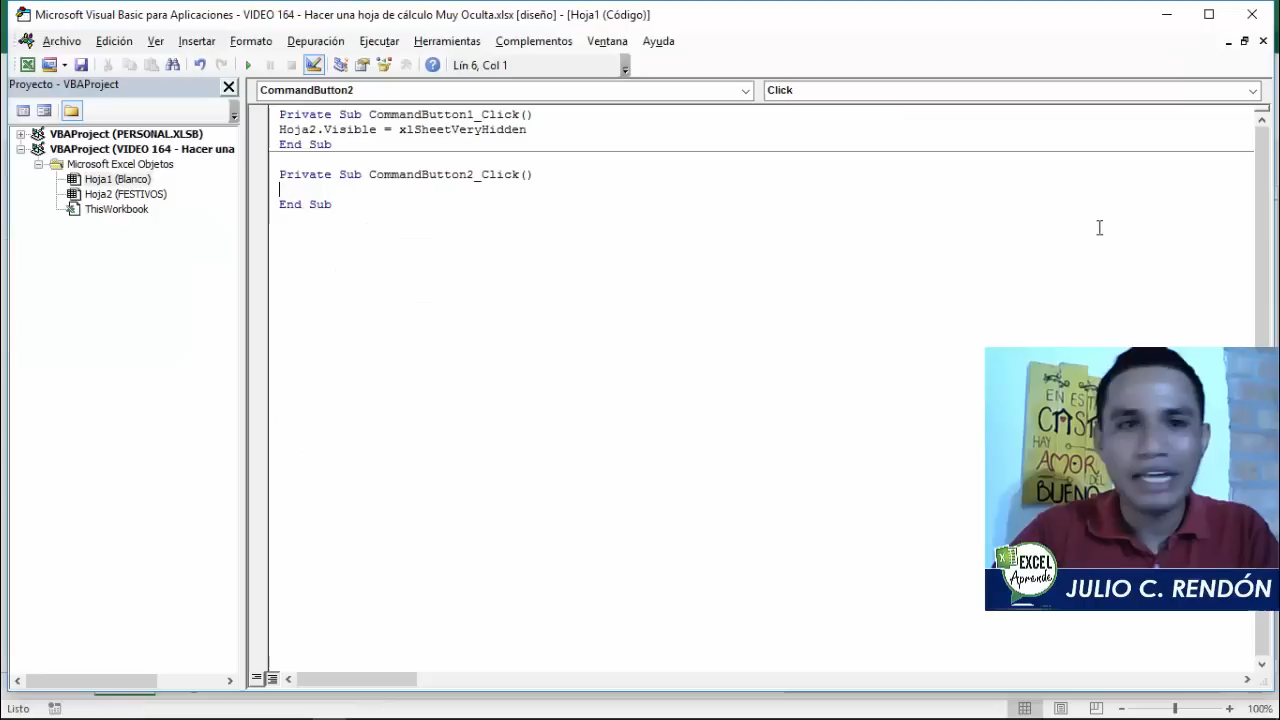 Microsoft Visual Basic para Aplicaciones - VIDEO 164 - Hacer una hoja de cálculo Muy Oculta.xlsx [diseño] - [Hoja1 (Código)]
Archivo Edición Ver Insertar Formato Depuración Ejecutar Herramientas Complementos Ventana Ayuda
Lín 6, Col 1
Proyecto - VBAProject
CommandButton2
Click
VBAProject (PERSONAL.XLSB)
VBAProject (VIDEO 164 - Hacer una
Microsoft Excel Objetos
Hoja1 (Blanco)
Hoja2 (FESTIVOS)
ThisWorkbook
Private Sub CommandButton1_Click()
Hoja2.Visible = xlSheetVeryHidden
End Sub
Private Sub CommandButton2_Click()
End Sub
EN ESTA
CASA
HAY
AMOR
DEL
BUENO
EXCEL
Aprende
JULIO C. RENDÓN
Listo
100%